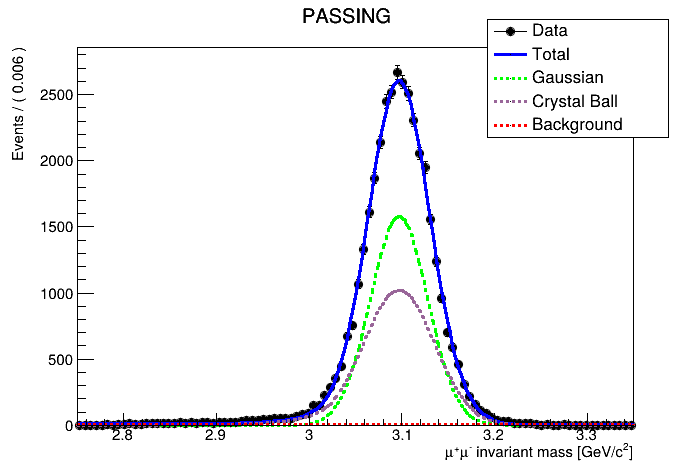 PASSING
Data
Total
Gaussian
Crystal Ball
Background
Events / ( 0.006 )
2500
2000
1500
1000
500
0
2.8 2.9 3 3.1 3.2 3.3
μ⁺μ⁻ invariant mass [GeV/c²]